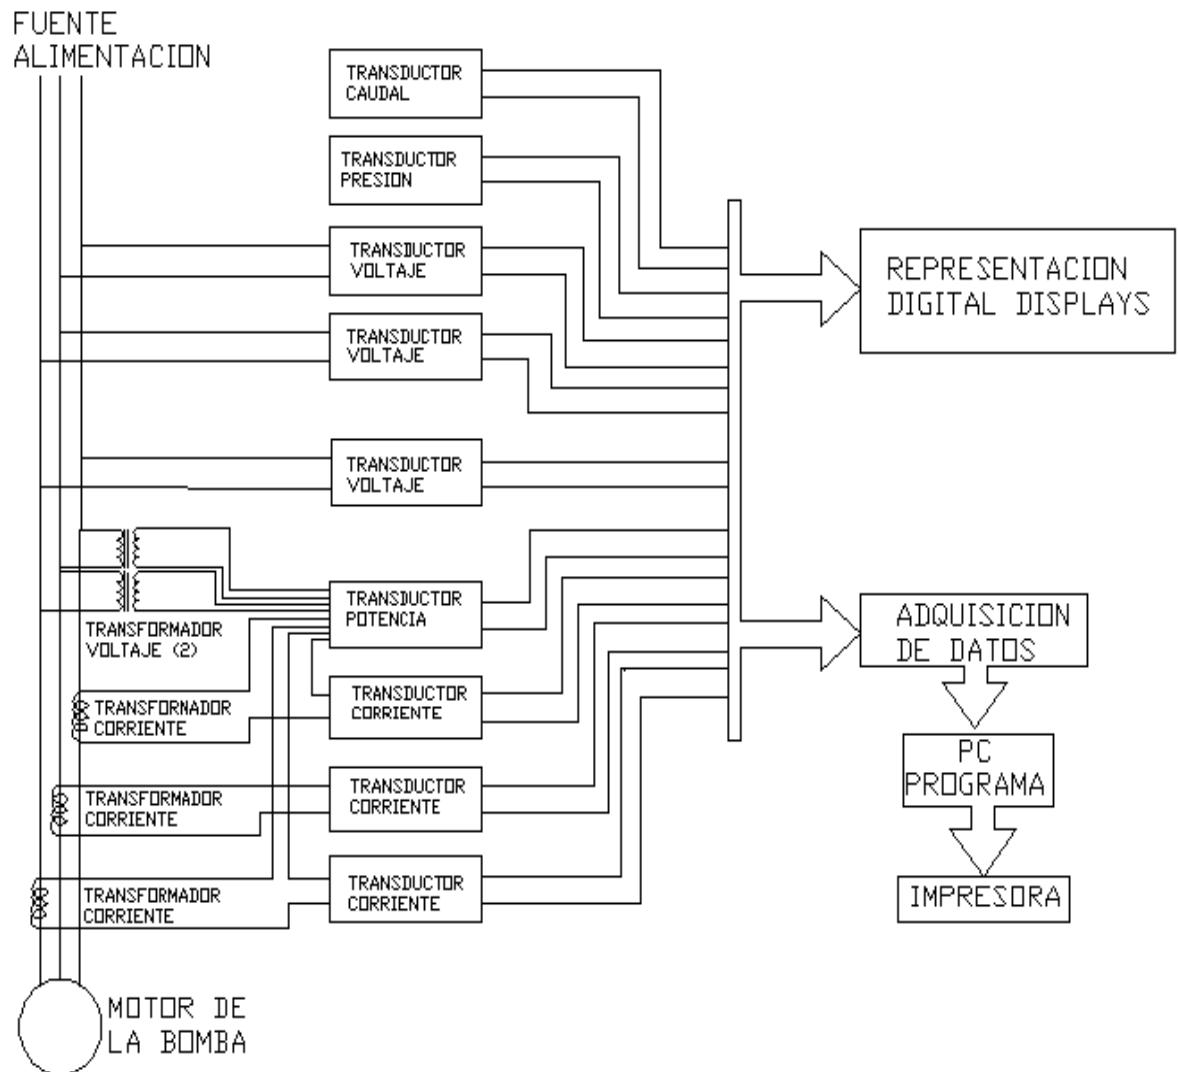 FUENTE
ALIMENTACION
TRANSDUCTOR
CAUDAL
TRANSDUCTOR
PRESION
TRANSDUCTOR
VOLTAJE
TRANSDUCTOR
VOLTAJE
TRANSDUCTOR
VOLTAJE
TRANSDUCTOR
POTENCIA
TRANSFORMADOR
VOLTAJE (2)
TRANSFORNADOR
CORRIENTE
TRANSDUCTOR
CORRIENTE
TRANSFORMADOR
CORRIENTE
TRANSDUCTOR
CORRIENTE
TRANSFORMADOR
CORRIENTE
TRANSDUCTOR
CORRIENTE
MOTOR DE
LA BOMBA
REPRESENTACION
DIGITAL DISPLAYS
ADQUISICION
DE DATOS
PC
PROGRAMA
IMPRESORA